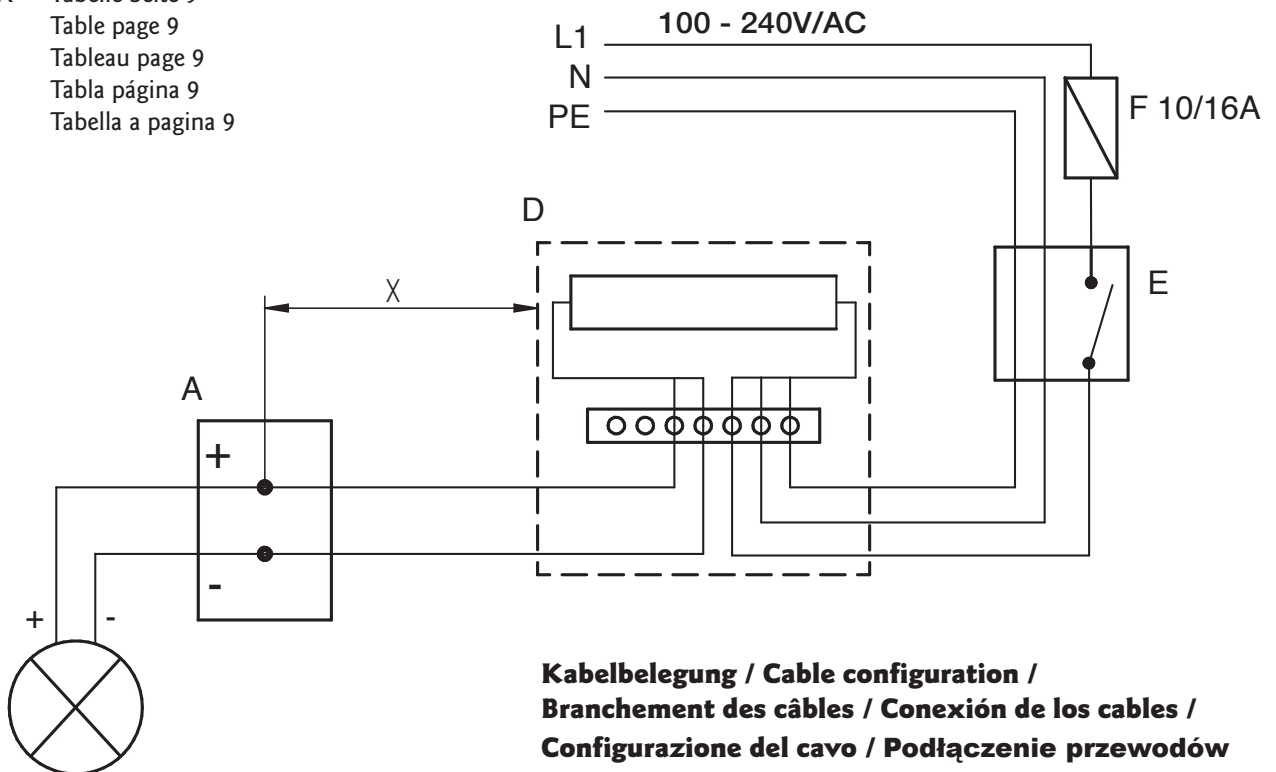 Table page 9
Tableau page 9
Tabla página 9
Tabella a pagina 9
100 - 240V/AC
L1
N
PE
F 10/16A
D
E
X
A
+
-
+
-
Kabelbelegung / Cable configuration /
Branchement des câbles / Conexión de los cables /
Configurazione del cavo / Podłączenie przewodów